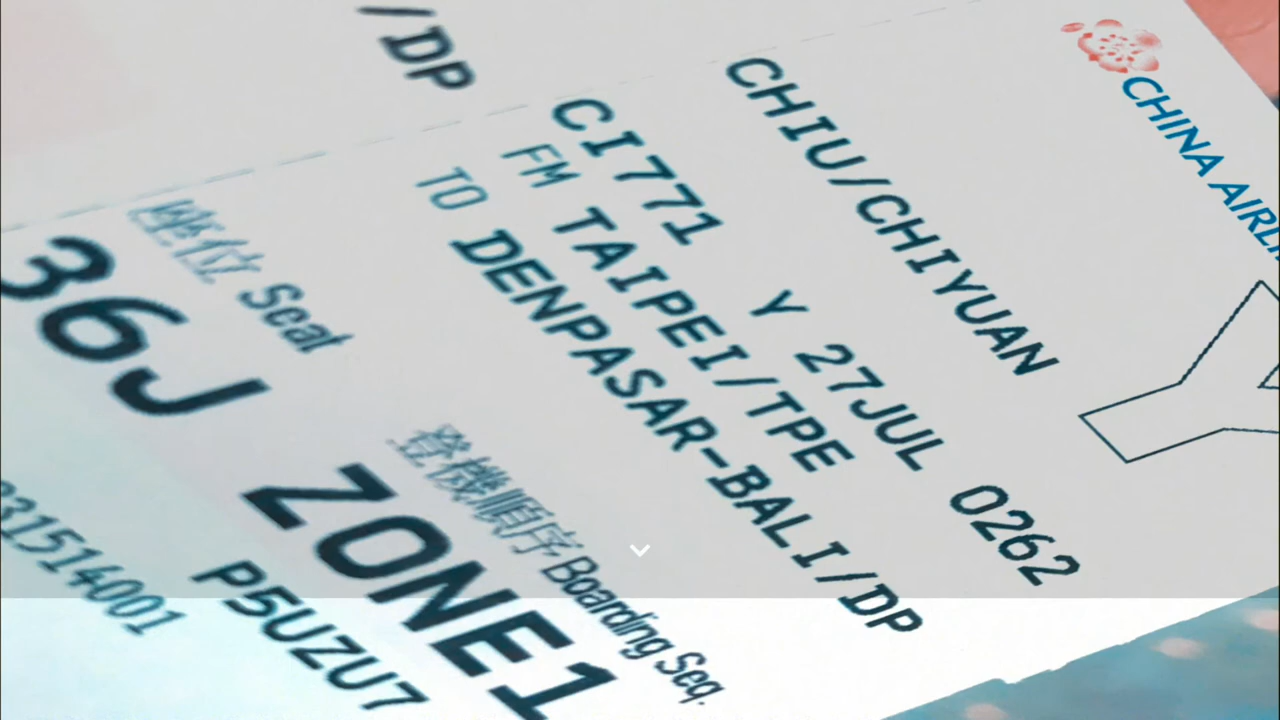 CHINA AIRLI
Y
CHIU/CHIYUAN
CI771 Y 27JUL 0262
FM TAIPEI/TPE
TO DENPASAR-BALI/DP
/DP
座位 Seat
36J
登機順序 Boarding Seq.
ZONE1
P5UZU7
231514001